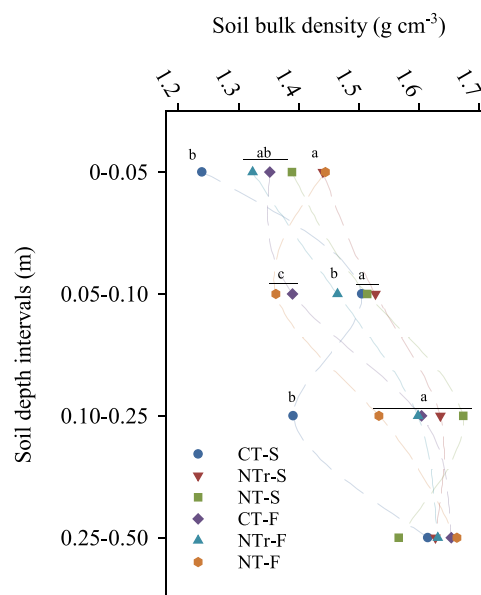 Soil bulk density (g cm⁻³)
1.2 1.3 1.4 1.5 1.6 1.7
b ab a
0-0.05
c b a
0.05-0.10
b a
0.10-0.25
0.25-0.50
Soil depth intervals (m)
CT-S
NTr-S
NT-S
CT-F
NTr-F
NT-F